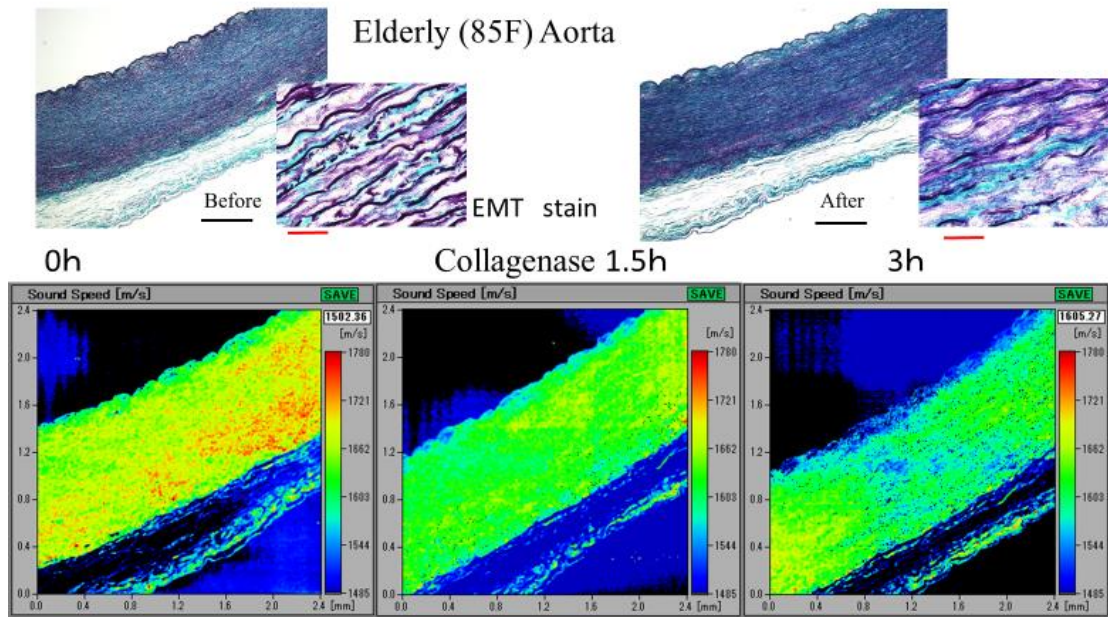 Elderly (85F) Aorta
Before
EMT stain
After
0h
Collagenase 1.5h
3h
Sound Speed [m/s]
SAVE
1502.36
[m/s]
1780
1721
1662
1603
1544
1485
2.4
2.0
1.6
1.2
0.8
0.4
0.0
0.0 0.4 0.8 1.2 1.6 2.0 2.4 [mm]
Sound Speed [m/s]
SAVE
[m/s]
1780
1721
1662
1603
1544
1485
2.4
2.0
1.6
1.2
0.8
0.4
0.0
0.0 0.4 0.8 1.2 1.6 2.0 2.4 [mm]
Sound Speed [m/s]
SAVE
1605.27
[m/s]
1780
1721
1662
1603
1544
1485
2.4
2.0
1.6
1.2
0.8
0.4
0.0
0.0 0.4 0.8 1.2 1.6 2.0 2.4 [mm]